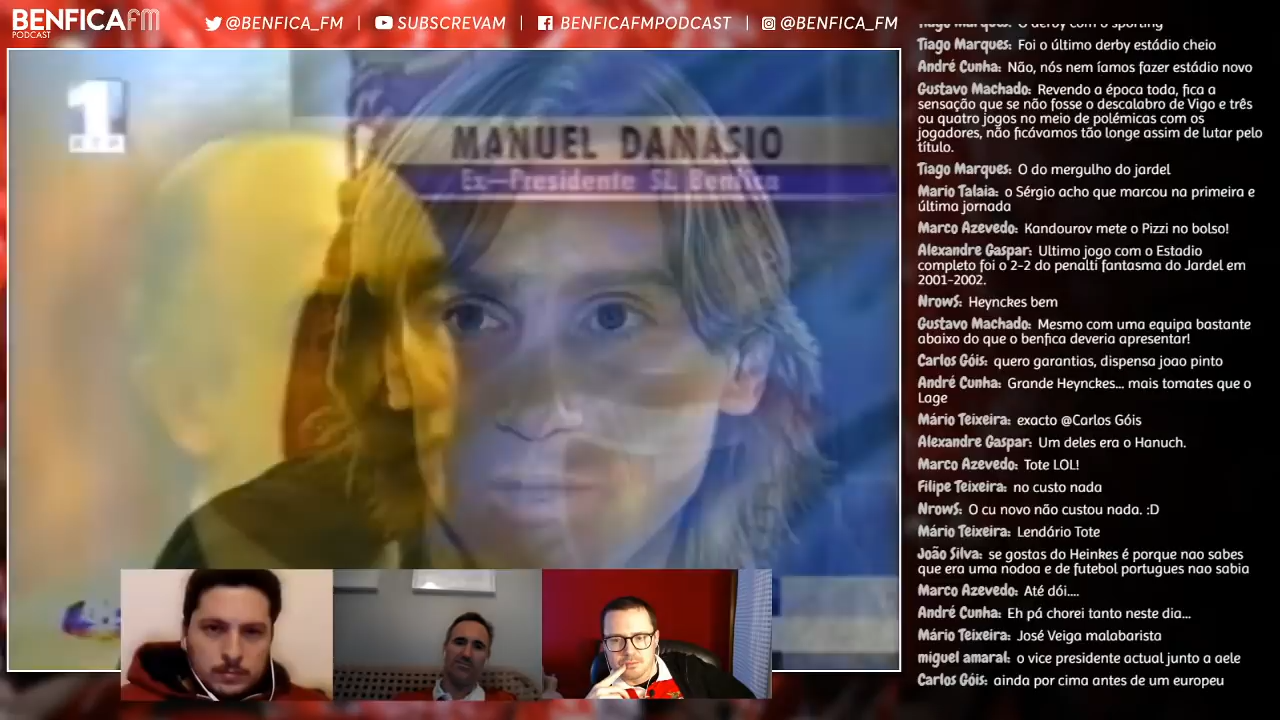 BENFICAFM
PODCAST
@BENFICA_FM | SUBSCREVAM | BENFICAFMPODCAST | @BENFICA_FM
1
RTP
MANUEL DAMÁSIO
Ex-Presidente SL Benfica
Tiago Marques: O derby com o sporting
Tiago Marques: Foi o último derby estádio cheio
André Cunha: Não, nós nem íamos fazer estádio novo
Gustavo Machado: Revendo a época toda, fica a
sensação que se não fosse o descalabro de Vigo e três
ou quatro jogos no meio de polémicas com os
jogadores, não ficávamos tão longe assim de lutar pelo
título.
Tiago Marques: O do mergulho do jardel
Mario Talaia: o Sérgio acho que marcou na primeira e
última jornada
Marco Azevedo: Kandourov mete o Pizzi no bolso!
Alexandre Gaspar: Ultimo jogo com o Estadio
completo foi o 2-2 do penalti fantasma do Jardel em
2001-2002.
NrowS: Heynckes bem
Gustavo Machado: Mesmo com uma equipa bastante
abaixo do que o benfica deveria apresentar!
Carlos Góis: quero garantias, dispensa joao pinto
André Cunha: Grande Heynckes... mais tomates que o
Lage
Mário Teixeira: exacto @Carlos Góis
Alexandre Gaspar: Um deles era o Hanuch.
Marco Azevedo: Tote LOL!
Filipe Teixeira: no custo nada
NrowS: O cu novo não custou nada. :D
Mário Teixeira: Lendário Tote
João Silva: se gostas do Heinkes é porque nao sabes
que era uma nodoa e de futebol portugues nao sabia
Marco Azevedo: Até dói....
André Cunha: Eh pá chorei tanto neste dia...
Mário Teixeira: José Veiga malabarista
miguel amaral: o vice presidente actual junto a aele
Carlos Góis: ainda por cima antes de um europeu